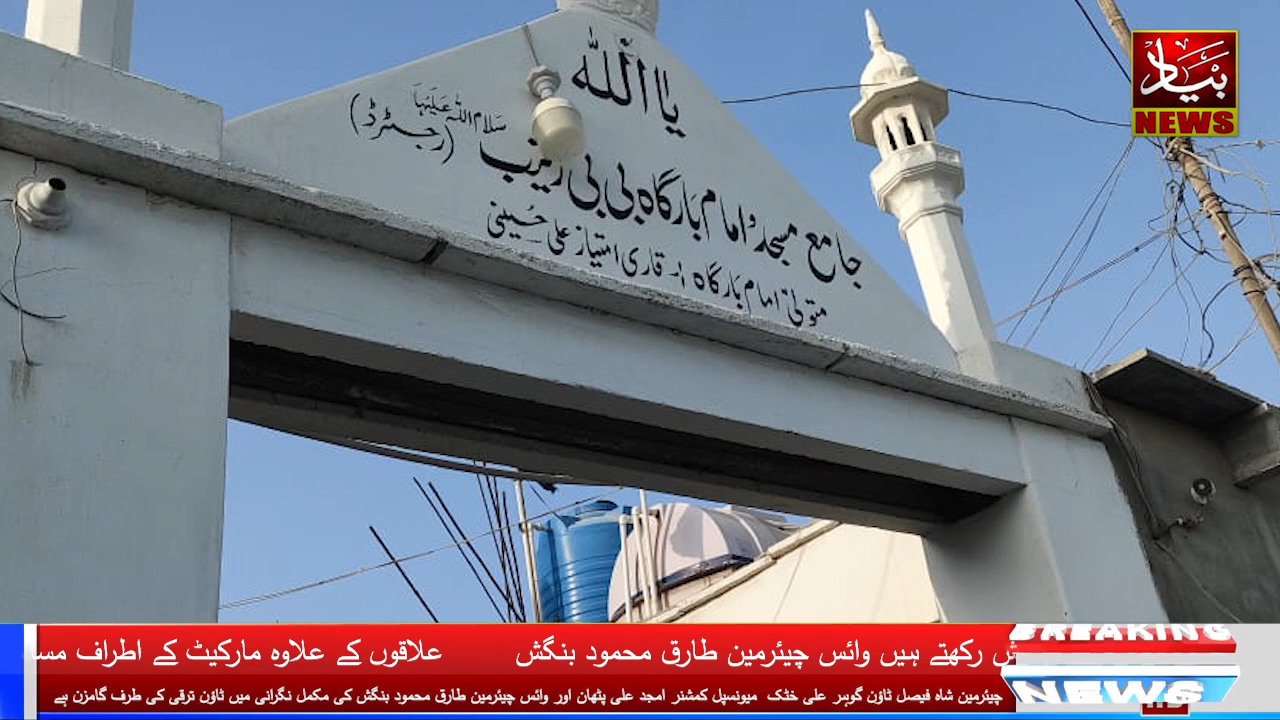 یا اللہ
سلام اللہ علیہا
جامع مسجد و امام بارگاہ بی بی زینب (رجسٹرڈ)
متولی امام بارگاہ قاری امتیاز علی حُسینی
بنیاد
NEWS
رکھتے ہیں وائس چیئرمین طارق محمود بنگش علاقوں کے علاوہ مارکیٹ کے اطراف
BREAKING
چیئرمین شاہ فیصل ٹاؤن گوہر علی خٹک میونسپل کمشنر امجد علی پٹھان اور وائس چیئرمین طارق محمود بنگش کی مکمل نگرانی میں ٹاؤن ترقی کی طرف گامزن ہے
NEWS